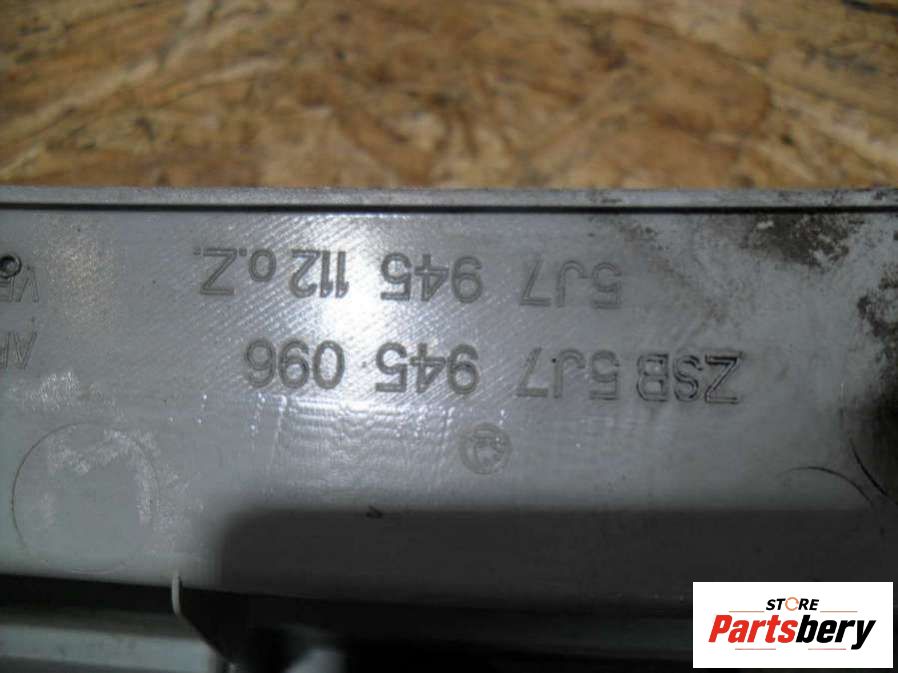 ZSB 5J7 945 096
5J7 945 112 o.Z.
STORE
Partsbery